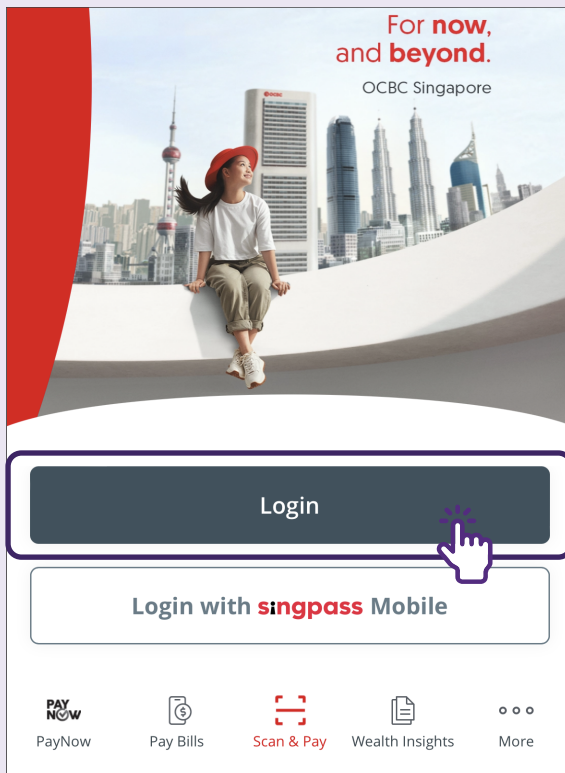 For now,
and beyond.
OCBC Singapore
OCBC
Login
Login with singpass Mobile
PAY
NOW
PayNow
Pay Bills
Scan & Pay
Wealth Insights
More